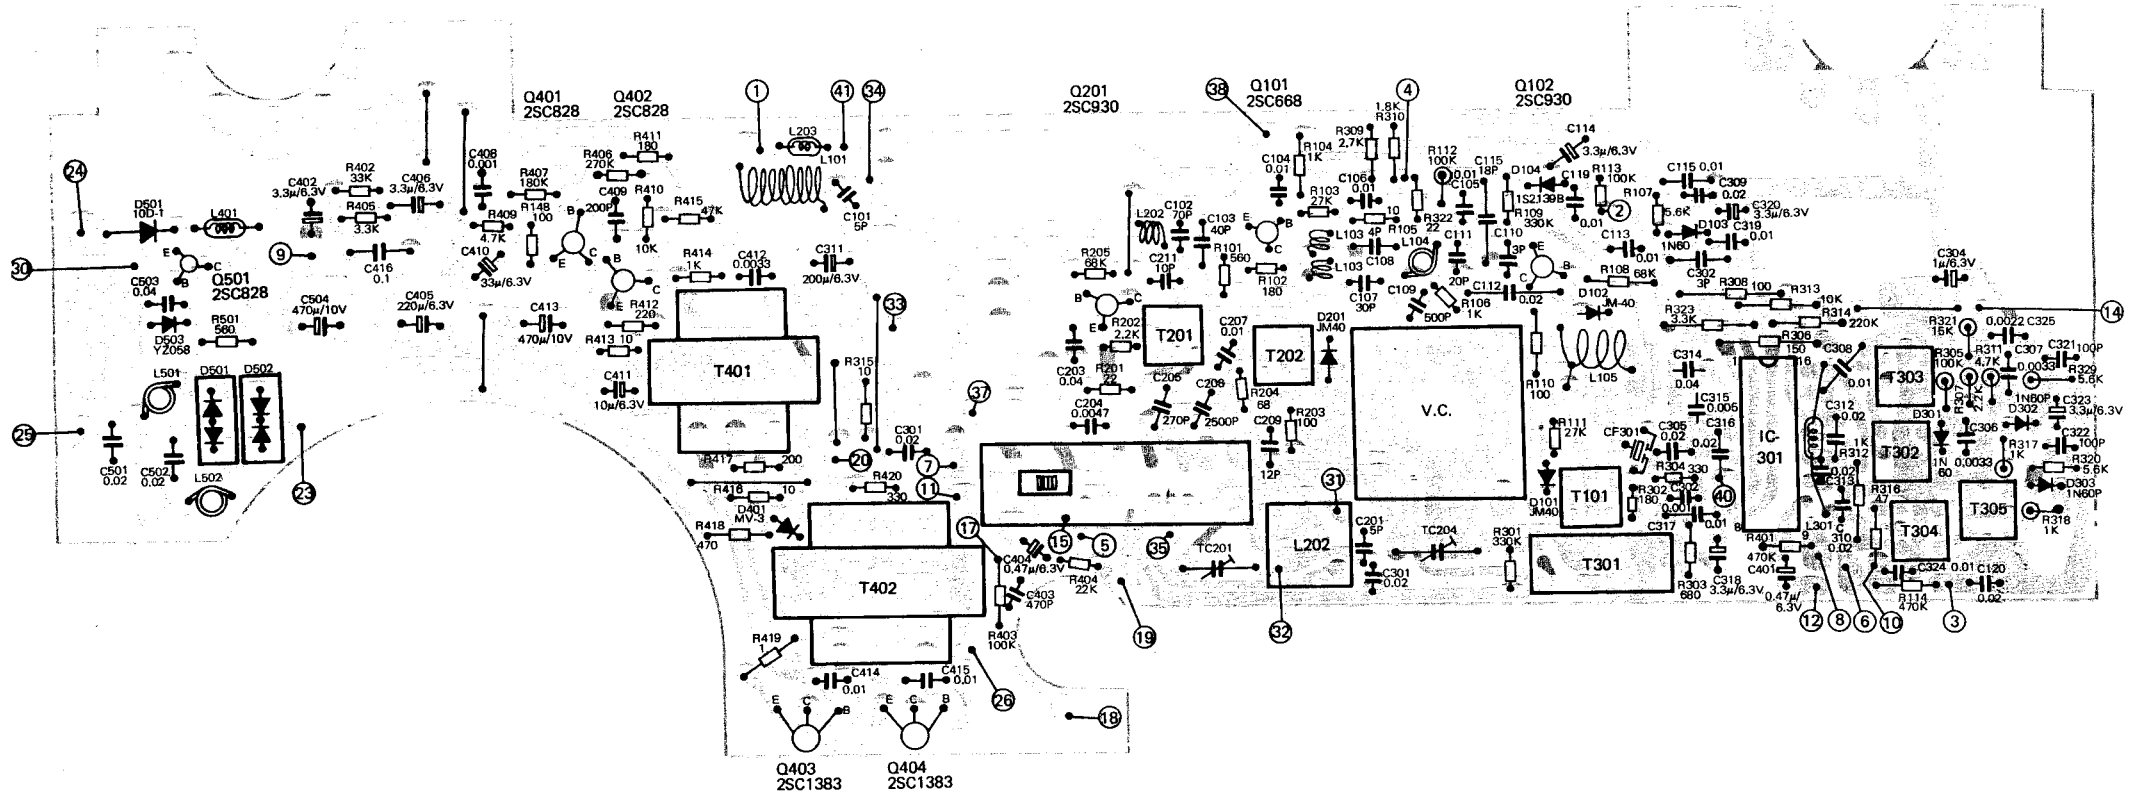 Q401
2SC828
Q402
2SC828
1
41
34
Q201
2SC930
38
Q101
2SC668
4
Q102
2SC930
24
D501
10D-1
L401
C402
3.3μ/6.3V
R402
33K
C406
3.3μ/6.3V
R405
3.3K
C408
0.001
R407
180K
R148
100
R409
4.7K
R406
270K
R411
180
C409
200P
R410
10K
R415
47K
L203
L101
C101
5P
30
E
C
B
Q501
2SC828
C503
0.04
D503
YZ058
R501
560
9
C416
0.1
C410
33μ/6.3V
B
C
E
B
C
E
R414
1K
C412
0.0033
C311
200μ/6.3V
C504
470μ/10V
C405
220μ/6.3V
C413
470μ/10V
R412
220
R413 10
C411
10μ/6.3V
T401
33
R315
10
37
L501
D501
D502
25
C501
0.02
C502
0.02
L502
23
R417
200
R416
10
D401
MV-3
R418
470
20
C301
0.02
7
R420
330
11
17
T402
C404
0.47μ/6.3V
C403
470P
R403
100K
R404
22K
15
5
35
19
R419
1
C414
0.01
C415
0.01
26
18
E
C
B
E
C
B
Q403
2SC1383
Q404
2SC1383
R205
68K
L202
C102
70P
C103
40P
C211
10P
R101
560
E
B
C
R102
180
C104
0.01
R104
1K
R103
27K
L103
L103
R309
2.7K
1.8K
R310
C106
0.01
10
R105
4P
C108
C107
30P
R322
22
R112
100K
0.01
C105
C115
18P
L104
C111
20P
C109
500P
R106
1K
C112
0.02
C110
3P
R109
330K
D104
1S2139B
C119
0.01
C114
3.3μ/6.3V
R113
100K
2
E
B
C
C113
0.01
R108
68K
D102
JM-40
R107
5.6K
C115 0.01
C309
0.02
C320
3.3μ/6.3V
D103
1N60
C319
0.01
C302
3P
R308
100
R313
10K
R323
3.3K
R314
220K
R306
150
C304
1μ/6.3V
14
B
E
R202
2.2K
T201
C203
0.04
R201
22
C204
0.0047
C205
270P
C207
0.01
C208
2500P
T202
D201
JM40
R204
68
R203
100
C209
12P
V.C.
R110
100
L105
R111
27K
CF301
C305
0.02
R304
330
C302
0.001
R302
180
C314
0.04
C315
0.005
C316
0.02
40
1
16
IC-
301
8
9
C308
0.01
C312
0.02
R312
1K
0.02
C313
L301
C
310
0.02
R316
47
T303
T302
T304
T305
R321
15K
0.0022 C325
R305
100K
R311
4.7K
R307
2.2K
C307
0.0033
C321
100P
R329
5.6K
1N60P
D302
C323
3.3μ/6.3V
D301
1N
60
C306
0.0033
R317
1K
C322
100P
R320
5.6K
D303
1N60P
R318
1K
31
L202
32
C201
5P
C301
0.02
TC201
TC204
R301
330K
D101
JM40
T101
T301
C317
0.01
R303
680
C318
3.3μ/6.3V
R401
470K
C401
0.47μ/
6.3V
C324
0.01
R114
470K
C120
0.02
12
8
6
10
3